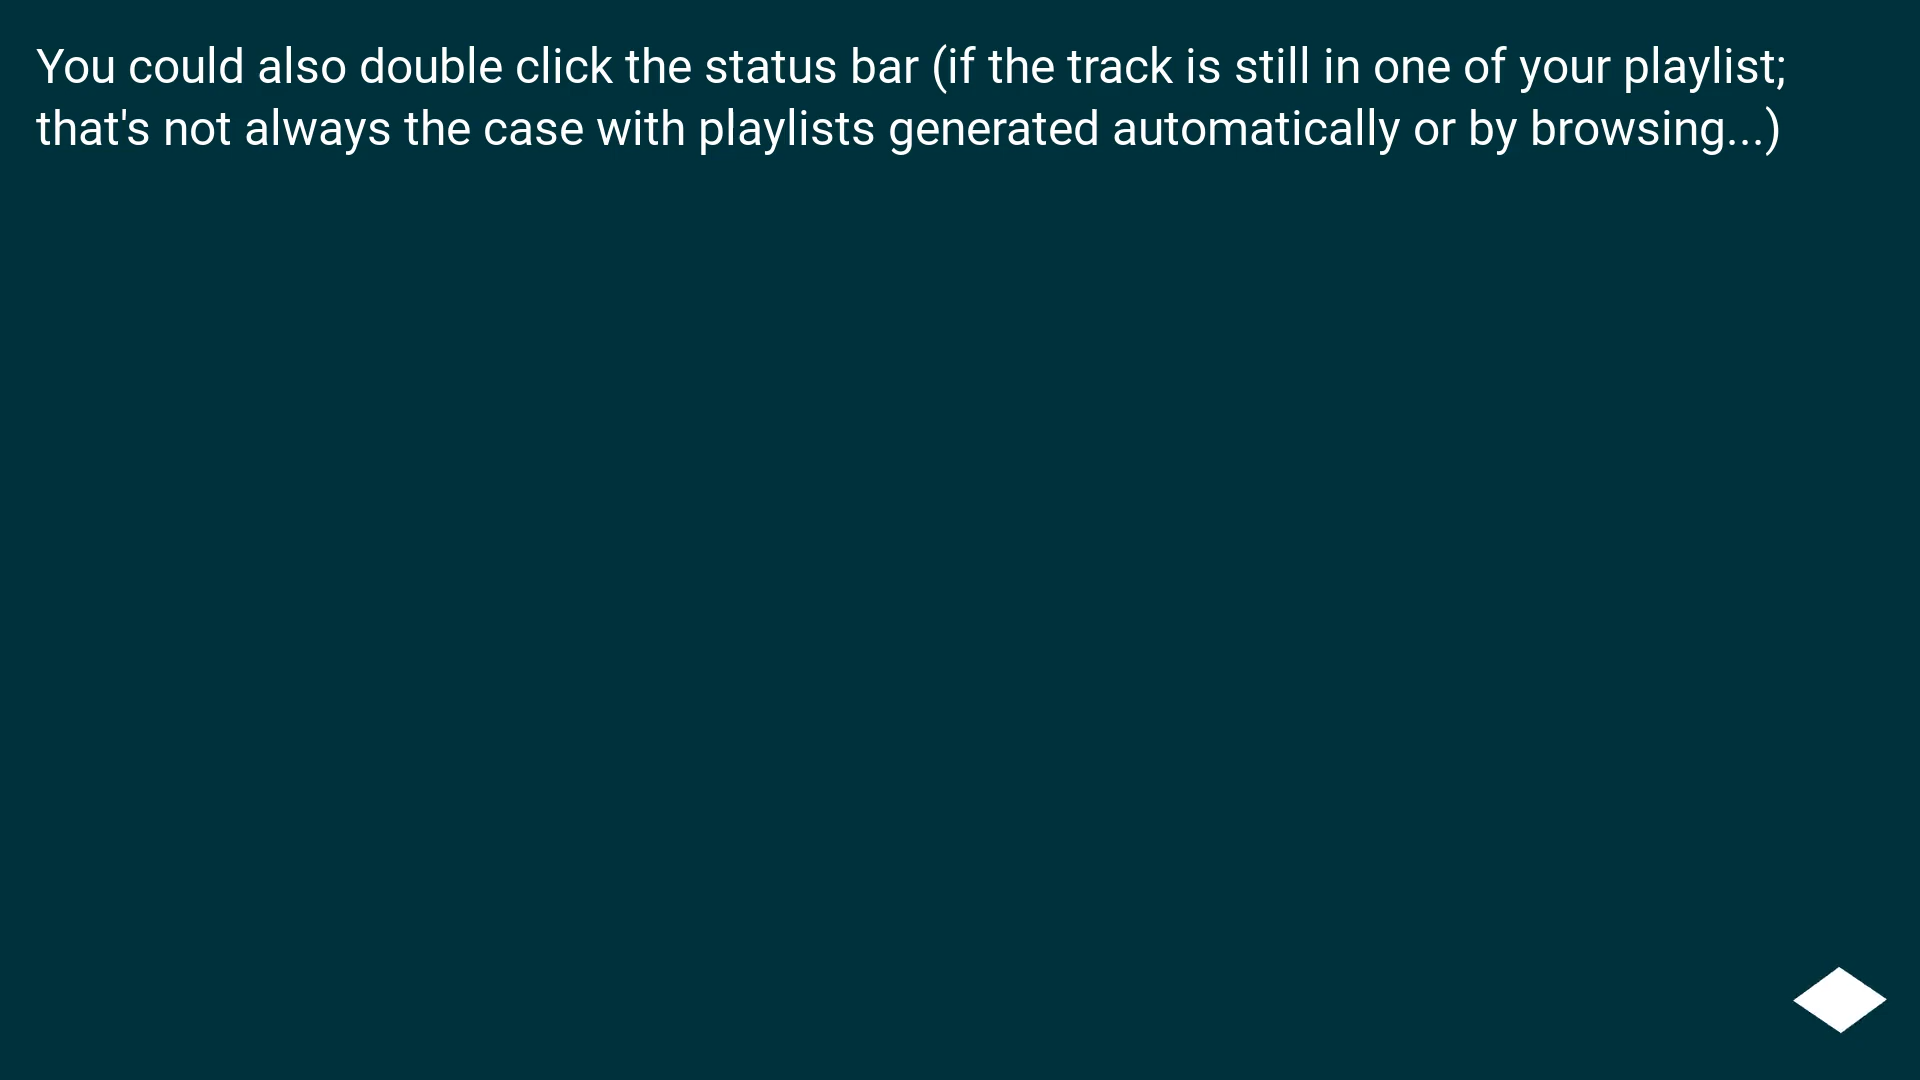 You could also double click the status bar (if the track is still in one of your playlist;
that's not always the case with playlists generated automatically or by browsing...)